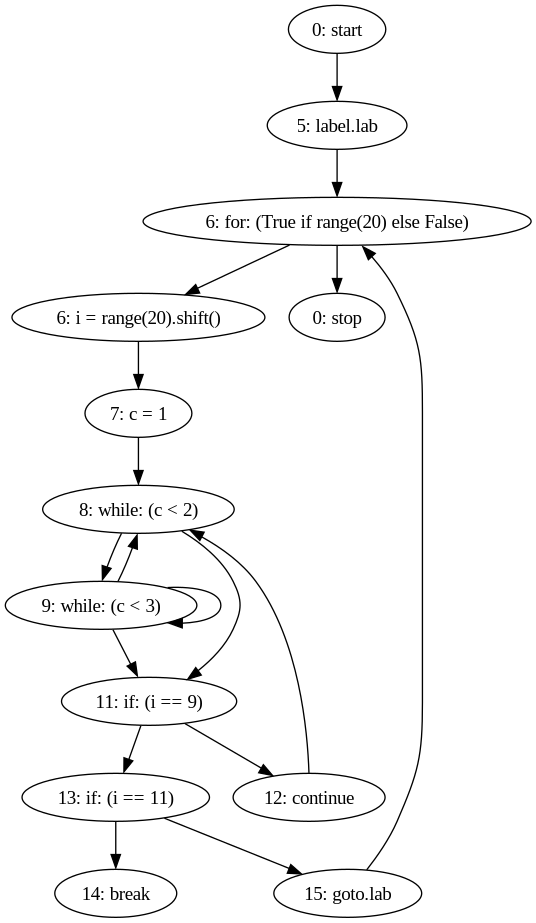 0: start
5: label.lab
6: for: (True if range(20) else False)
6: i = range(20).shift()
0: stop
7: c = 1
8: while: (c < 2)
9: while: (c < 3)
11: if: (i == 9)
13: if: (i == 11)
12: continue
14: break
15: goto.lab